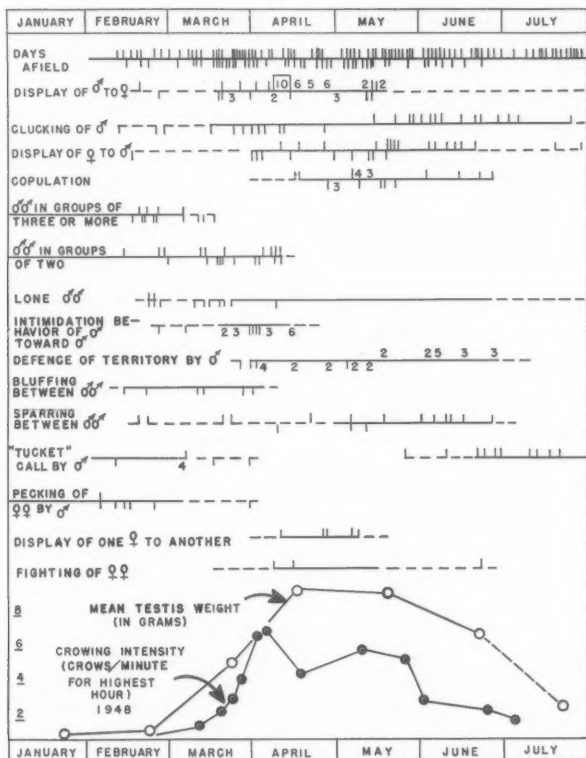 JANUARY FEBRUARY MARCH APRIL MAY JUNE JULY
DAYS
AFIELD
DISPLAY OF ♂ TO ♀ 10 6 5 6 2 2
3 2 3
CLUCKING OF ♂
DISPLAY OF ♀ TO ♂
COPULATION 4 3
3
♂♂ IN GROUPS OF
THREE OR MORE
♂♂ IN GROUPS
OF TWO
LONE ♂♂
INTIMIDATION BE-
HAVIOR OF ♂ 2 3 3 6
TOWARD ♂
DEFENCE OF TERRITORY BY ♂ 2 2 5 3 3
4 2 2 2 2
BLUFFING
BETWEEN ♂♂
SPARRING
BETWEEN ♂♂
"TUCKET"
CALL BY ♂ 4
PECKING OF
♀♀ BY ♂
DISPLAY OF ONE ♀ TO ANOTHER
FIGHTING OF ♀♀
MEAN TESTIS WEIGHT
(IN GRAMS)
8
6
CROWING INTENSITY
(CROWS/MINUTE
FOR HIGHEST
HOUR)
1948
4
2
JANUARY FEBRUARY MARCH APRIL MAY JUNE JULY